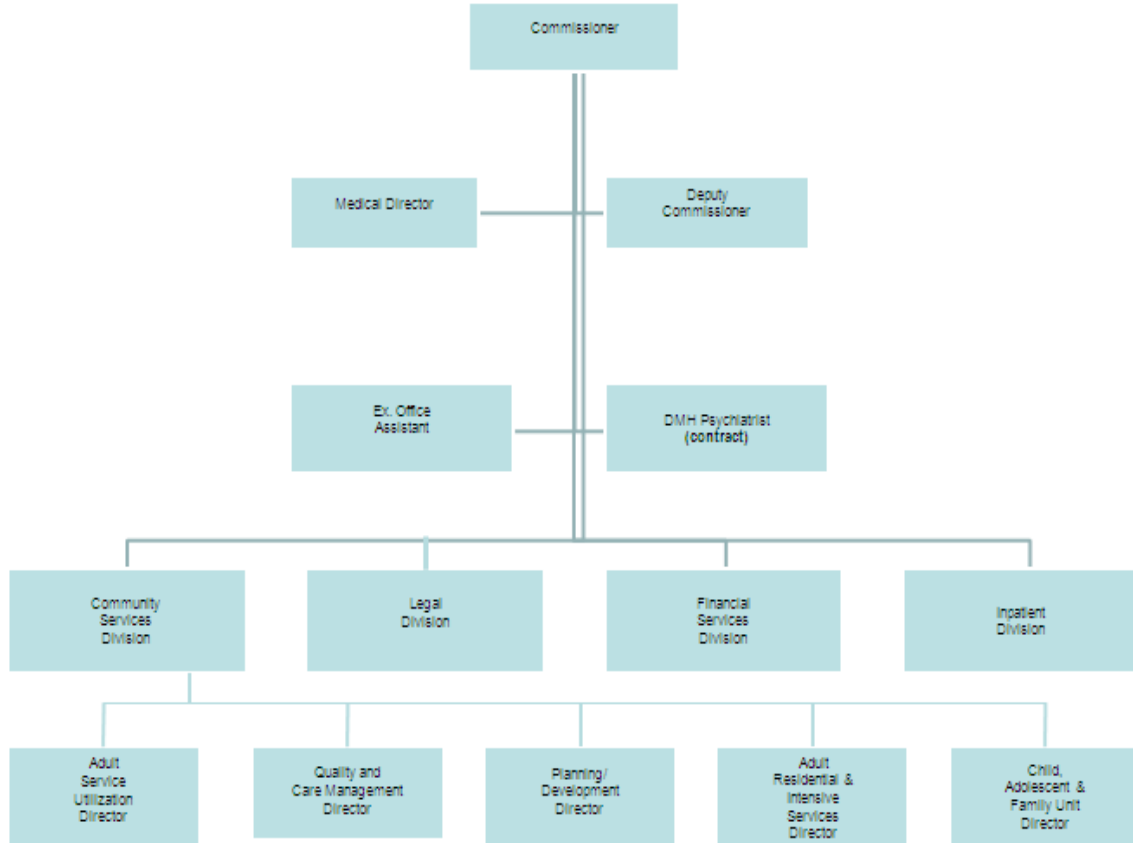 Commissioner
Medical Director
Deputy
Commissioner
Ex. Office
Assistant
DMH Psychiatrist
(contract)
Community
Services
Division
Legal
Division
Financial
Services
Division
Inpatient
Division
Adult
Service
Utilization
Director
Quality and
Care Management
Director
Planning/
Development
Director
Adult
Residential &
Intensive
Services
Director
Child,
Adolescent &
Family Unit
Director